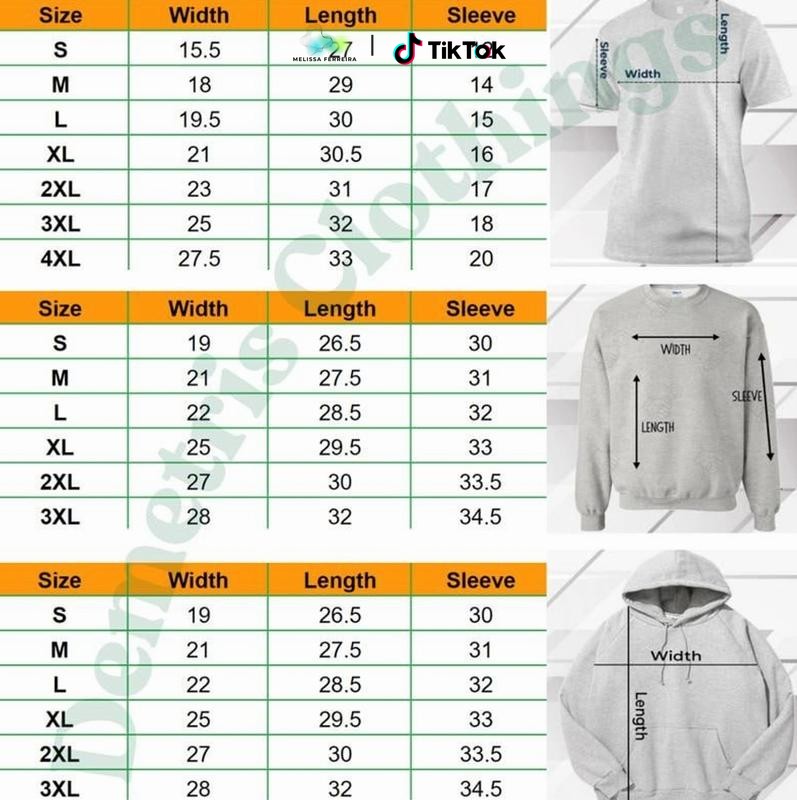 Size Width Length Sleeve
S 15.5 27
MELISSA FERREIRA | TikTok
M 18 29 14
L 19.5 30 15
XL 21 30.5 16
2XL 23 31 17
3XL 25 32 18
4XL 27.5 33 20
Sleeve
Width
Length
Size Width Length Sleeve
S 19 26.5 30
M 21 27.5 31
L 22 28.5 32
XL 25 29.5 33
2XL 27 30 33.5
3XL 28 32 34.5
WIDTH
LENGTH
SLEEVE
Size Width Length Sleeve
S 19 26.5 30
M 21 27.5 31
L 22 28.5 32
XL 25 29.5 33
2XL 27 30 33.5
3XL 28 32 34.5
Width
Length
Demetris Clothings